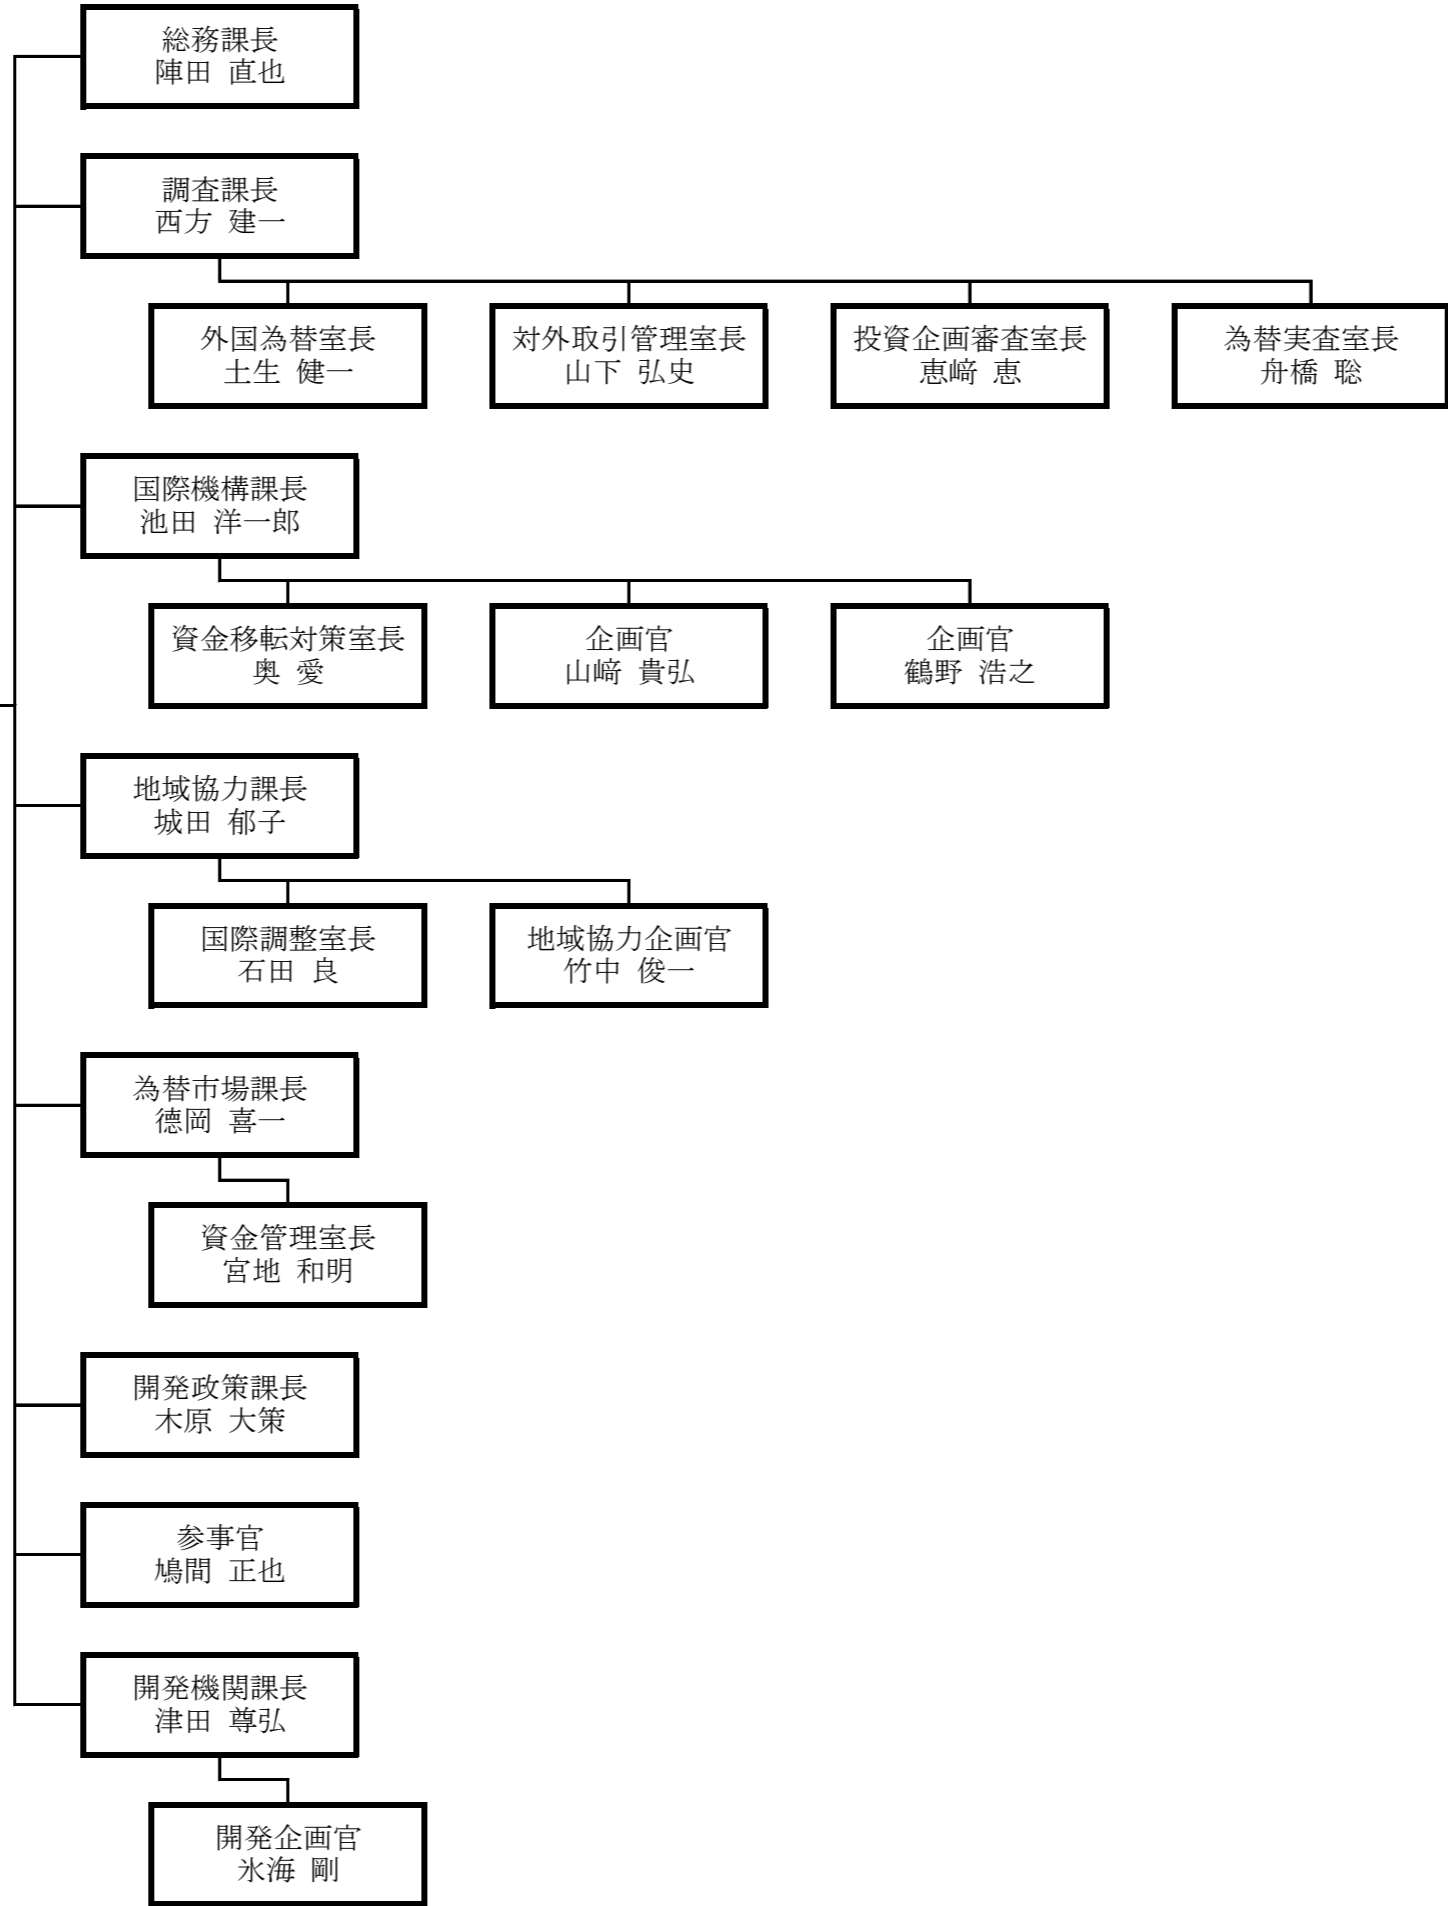 総務課長
陣田 直也
調査課長
西方 建一
外国為替室長
土生 健一
対外取引管理室長
山下 弘史
投資企画審査室長
恵﨑 恵
為替実査室長
舟橋 聡
国際機構課長
池田 洋一郎
資金移転対策室長
奥 愛
企画官
山﨑 貴弘
企画官
鶴野 浩之
地域協力課長
城田 郁子
国際調整室長
石田 良
地域協力企画官
竹中 俊一
為替市場課長
德岡 喜一
資金管理室長
宮地 和明
開発政策課長
木原 大策
参事官
鳩間 正也
開発機関課長
津田 尊弘
開発企画官
氷海 剛